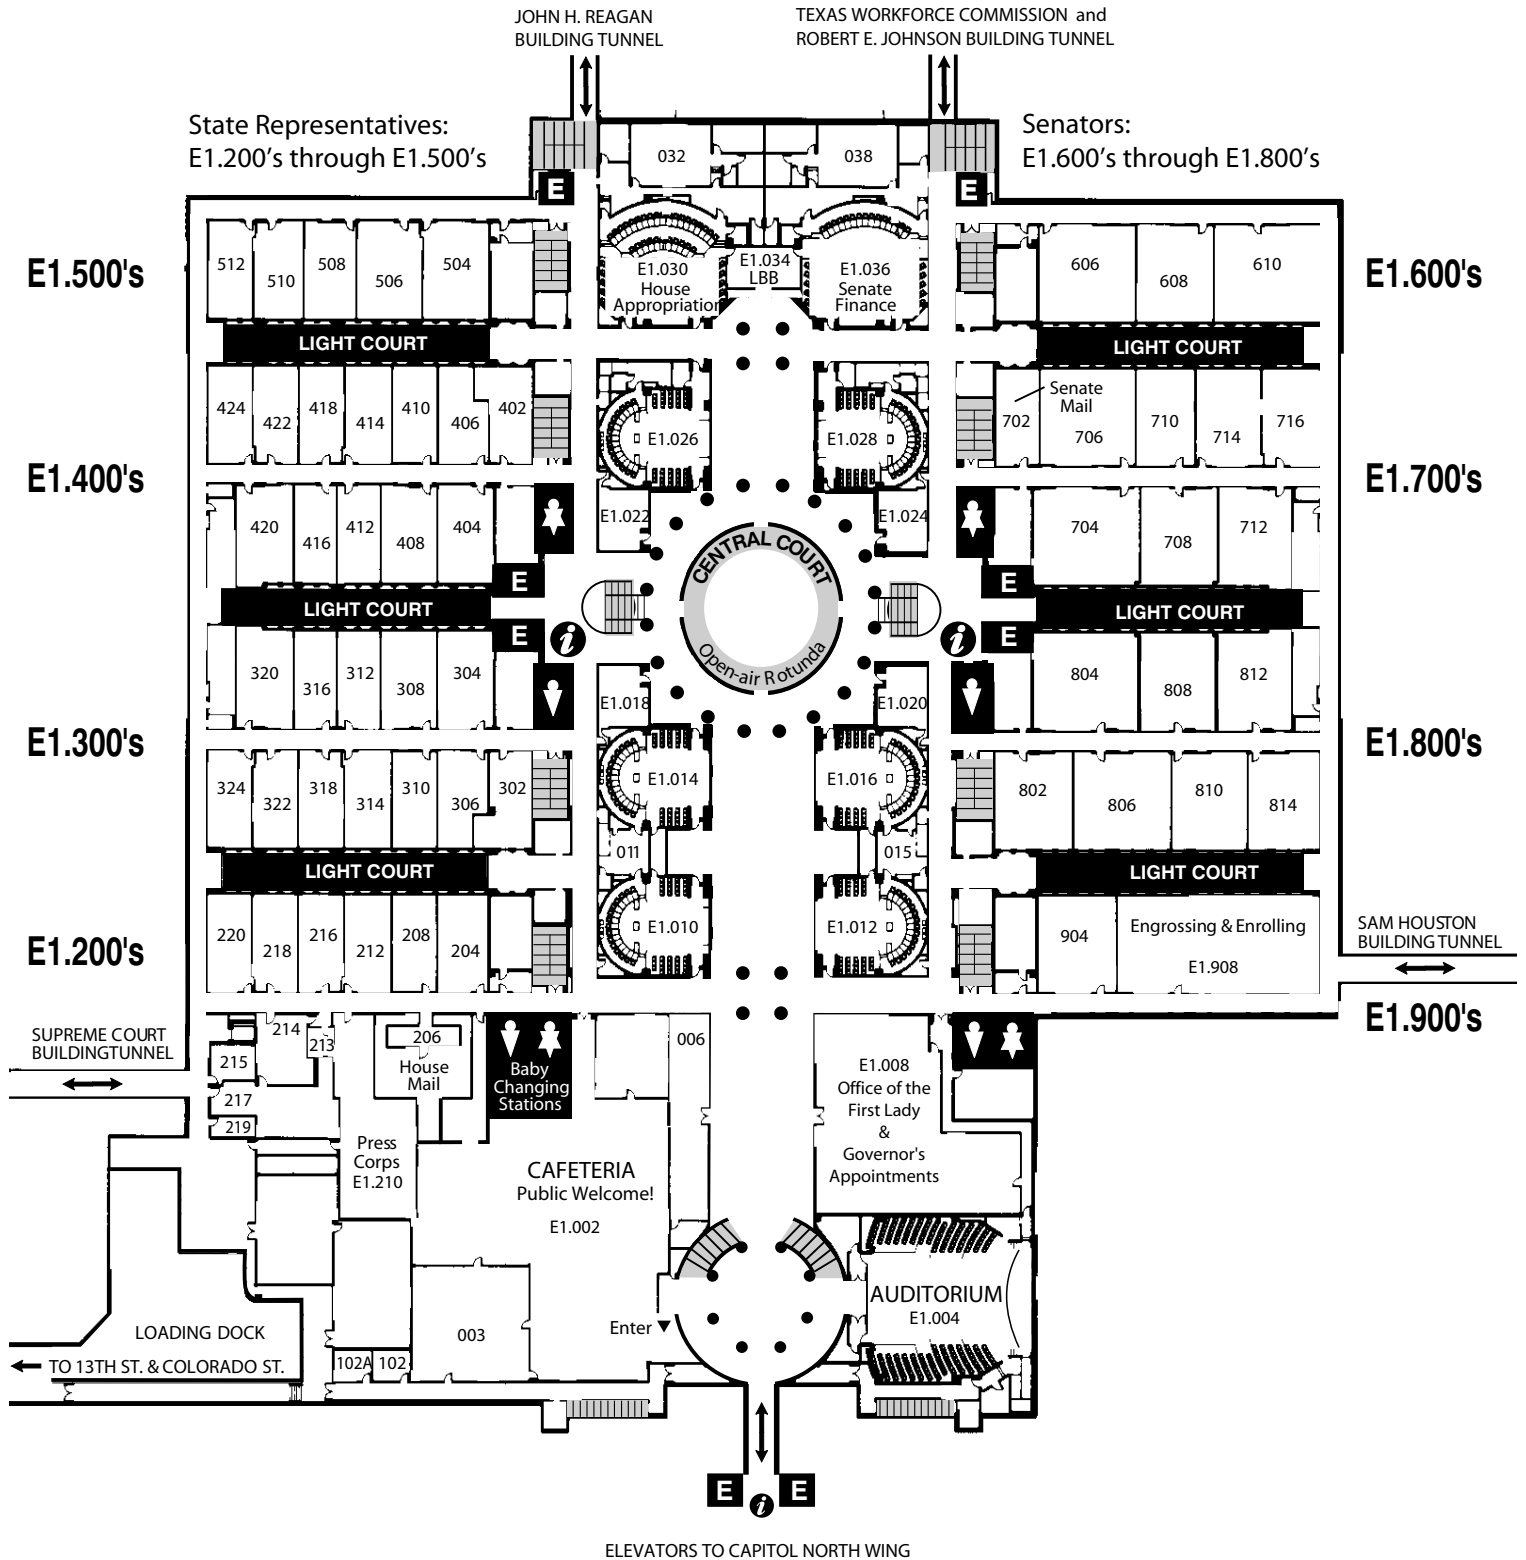 JOHN H. REAGAN
BUILDING TUNNEL
TEXAS WORKFORCE COMMISSION and
ROBERT E. JOHNSON BUILDING TUNNEL
State Representatives:
E1.200's through E1.500's
Senators:
E1.600's through E1.800's
032
038
E
E
E1.500's
512
510
508
506
504
E1.030
House
Appropriation
E1.034
LBB
E1.036
Senate
Finance
606
608
610
E1.600's
LIGHT COURT
LIGHT COURT
424
422
418
414
410
406
402
E1.026
E1.028
702
Senate
Mail
706
710
714
716
E1.400's
E1.700's
420
416
412
408
404
E1.022
E1.024
704
708
712
CENTRAL COURT
Open-air Rotunda
E
E
LIGHT COURT
LIGHT COURT
E
i
i
E
320
316
312
308
304
E1.018
E1.020
804
808
812
E1.300's
E1.800's
324
322
318
314
310
306
302
E1.014
E1.016
802
806
810
814
011
015
LIGHT COURT
LIGHT COURT
E1.200's
220
218
216
212
208
204
E1.010
E1.012
904
Engrossing & Enrolling
E1.908
SAM HOUSTON
BUILDING TUNNEL
E1.900's
SUPREME COURT
BUILDINGTUNNEL
214
213
215
217
219
206
House
Mail
Baby
Changing
Stations
006
E1.008
Office of the
First Lady
&
Governor's
Appointments
Press
Corps
E1.210
CAFETERIA
Public Welcome!
E1.002
AUDITORIUM
E1.004
Enter
003
LOADING DOCK
TO 13TH ST. & COLORADO ST.
102A
102
E
i
E
ELEVATORS TO CAPITOL NORTH WING